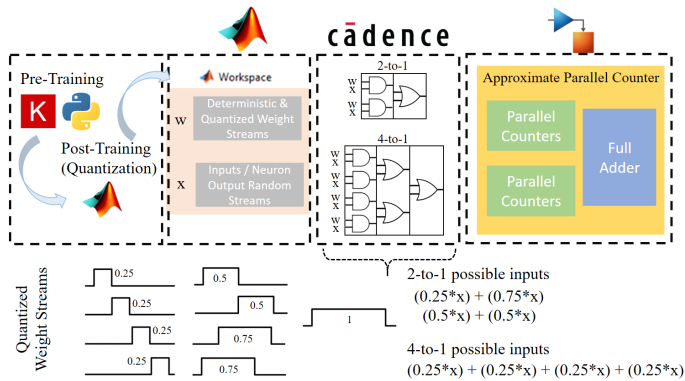 cādence
Pre-Training
K
Post-Training
(Quantization)
Workspace
W
Deterministic &
Quantized Weight
Streams
X
Inputs / Neuron
Output Random
Streams
2-to-1
W
X
W
X
4-to-1
W
X
W
X
W
X
W
X
Approximate Parallel Counter
Parallel
Counters
Parallel
Counters
Full
Adder
Quantized
Weight Streams
0.25
0.25
0.25
0.25
0.5
0.5
0.75
0.75
1
2-to-1 possible inputs
(0.25*x) + (0.75*x)
(0.5*x) + (0.5*x)
4-to-1 possible inputs
(0.25*x) + (0.25*x) + (0.25*x) + (0.25*x)